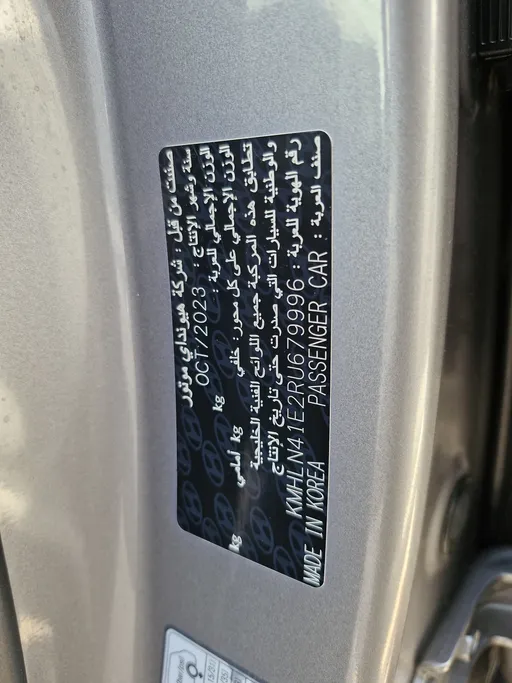 صنعت من قبل : شركة هيونداي موتور
سنة وشهر الإنتاج : OCT/2023
الوزن الإجمالي للعربة : kg
الوزن الإجمالي على كل محور : خلفي kg أمامي kg
تطابق هذه المركبة جميع اللوائح الفنية الخليجية
والوطنية للسيارات التي صدرت حتى تاريخ الإنتاج
رقم الهوية للعربة : KMHLN41E2RU679996
صنف العربة : PASSENGER CAR
MADE IN KOREA